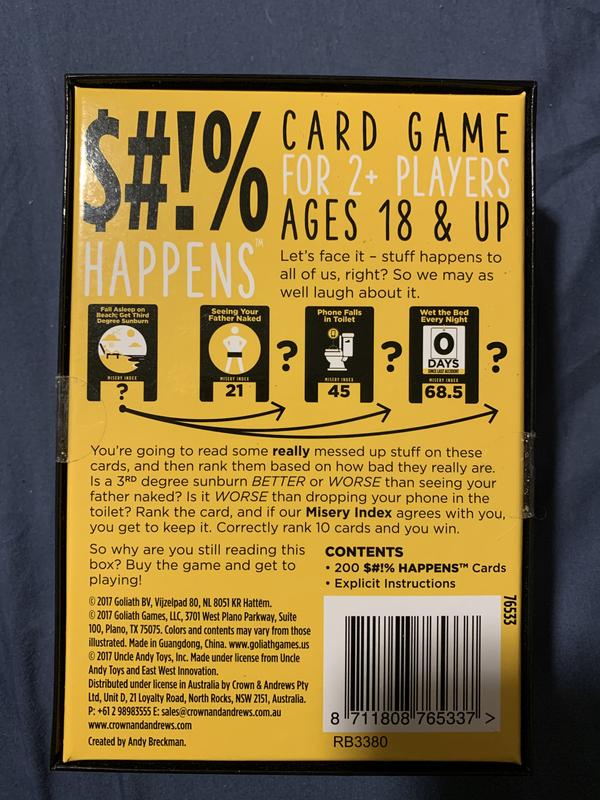 $#!%
HAPPENS™
CARD GAME
FOR 2+ PLAYERS
AGES 18 & UP
Let's face it – stuff happens to
all of us, right? So we may as
well laugh about it.
Fall Asleep on
Beach; Get Third
Degree Sunburn
MISERY INDEX
?
Seeing Your
Father Naked
MISERY INDEX
21
?
Phone Falls
in Toilet
MISERY INDEX
45
?
Wet the Bed
Every Night
0
DAYS
SINCE LAST ACCIDENT
MISERY INDEX
68.5
?
You're going to read some really messed up stuff on these
cards, and then rank them based on how bad they really are.
Is a 3RD degree sunburn BETTER or WORSE than seeing your
father naked? Is it WORSE than dropping your phone in the
toilet? Rank the card, and if our Misery Index agrees with you,
you get to keep it. Correctly rank 10 cards and you win.
So why are you still reading this
box? Buy the game and get to
playing!
CONTENTS
• 200 $#!% HAPPENS™ Cards
• Explicit Instructions
© 2017 Goliath BV, Vijzelpad 80, NL 8051 KR Hattem.
© 2017 Goliath Games, LLC, 3701 West Plano Parkway, Suite
100, Plano, TX 75075. Colors and contents may vary from those
illustrated. Made in Guangdong, China. www.goliathgames.us
© 2017 Uncle Andy Toys, Inc. Made under license from Uncle
Andy Toys and East West Innovation.
Distributed under license in Australia by Crown & Andrews Pty
Ltd, Unit D, 21 Loyalty Road, North Rocks, NSW 2151, Australia.
P: +61 2 98983555 E: sales@crownandandrews.com.au
www.crownandandrews.com
Created by Andy Breckman.
76533
8 711808 765337 >
RB3380